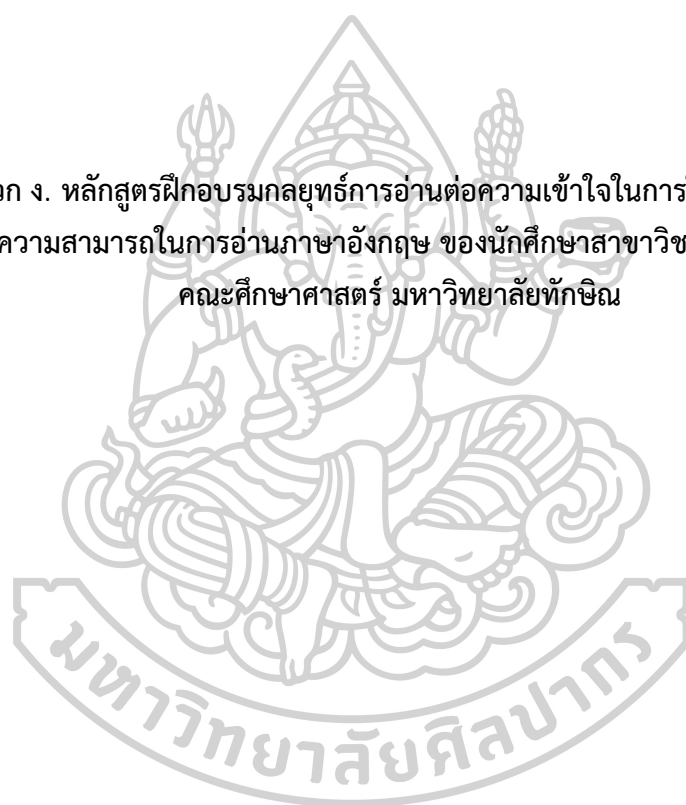 ก ง. หลักสูตรฝึกอบรมกลยุทธ์การอ่านต่อความเข้าใจในการ
ความสามารถในการอ่านภาษาอังกฤษ ของนักศึกษาสาขาวิช
คณะศึกษาศาสตร์ มหาวิทยาลัยทักษิณ
มหาวิทยาลัยศิลปากร